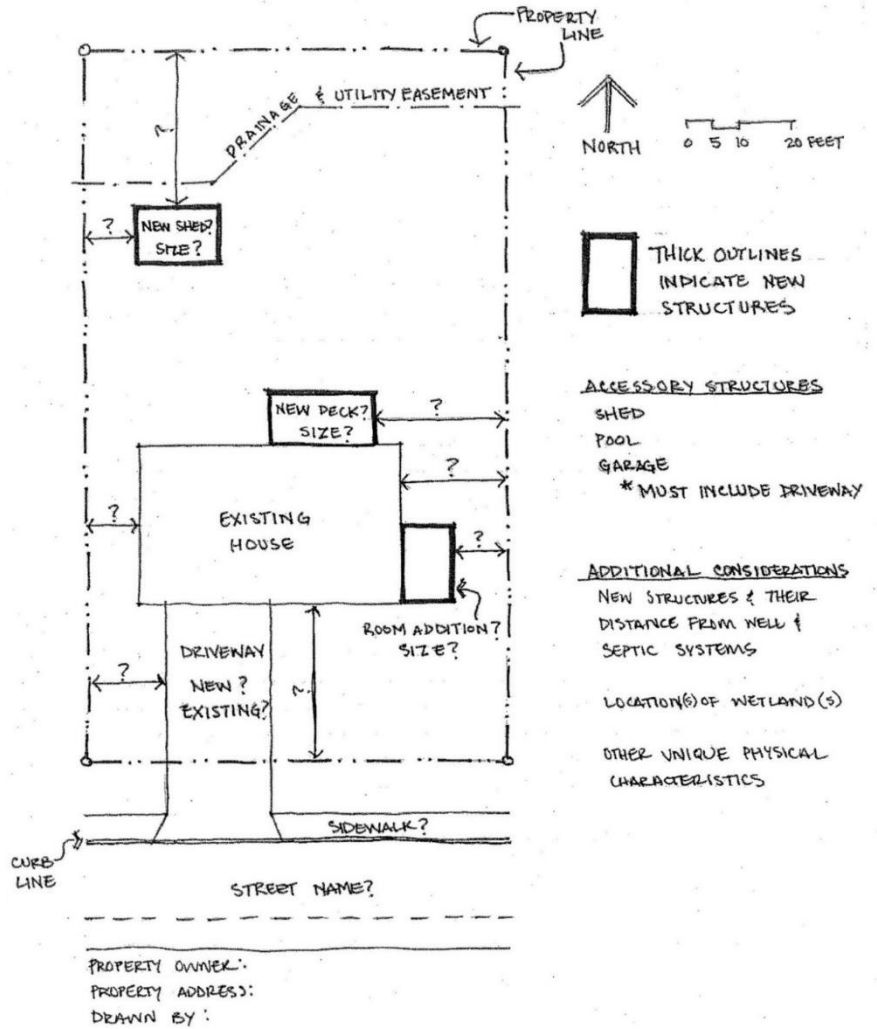 PROPERTY
LINE
DRAINAGE & UTILITY EASEMENT
NORTH
0 5 10 20 FEET
?
?
NEW SHED?
SIZE?
THICK OUTLINES
INDICATE NEW
STRUCTURES
NEW DECK?
SIZE?
?
?
?
EXISTING
HOUSE
?
ROOM ADDITION?
SIZE?
ACCESSORY STRUCTURES
SHED
POOL
GARAGE
* MUST INCLUDE DRIVEWAY
ADDITIONAL CONSIDERATIONS
NEW STRUCTURES & THEIR
DISTANCE FROM WELL &
SEPTIC SYSTEMS
LOCATION(S) OF WETLAND(S)
OTHER UNIQUE PHYSICAL
CHARACTERISTICS
DRIVEWAY
NEW?
EXISTING?
?
?
SIDEWALK?
CURB
LINE
STREET NAME?
PROPERTY OWNER:
PROPERTY ADDRESS:
DRAWN BY: